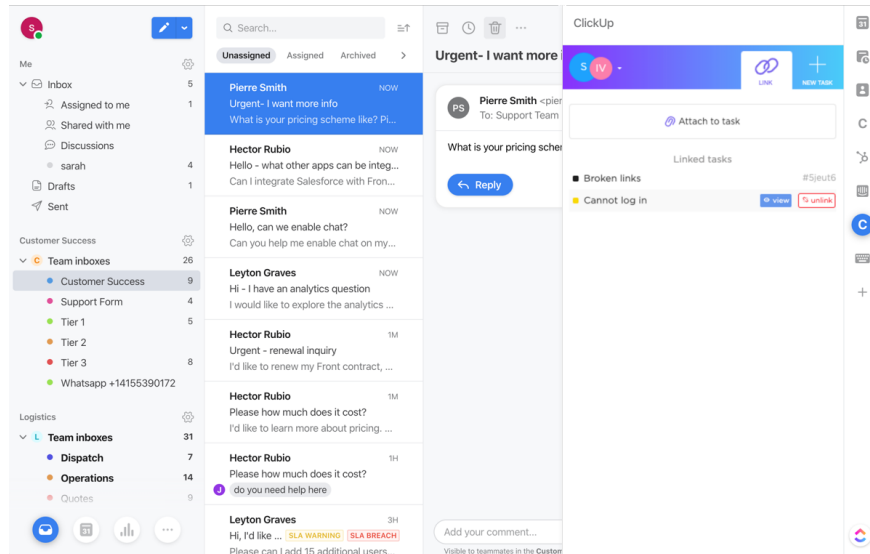 S
Me
Inbox 5
Assigned to me 1
Shared with me
Discussions
sarah 4
Drafts 1
Sent
Customer Success
C Team inboxes 26
Customer Success 9
Support Form 4
Tier 1 5
Tier 2
Tier 3 8
Whatsapp +14155390172
Logistics
L Team inboxes 31
Dispatch 7
Operations 14
Quotes 9
31
Search...
Unassigned Assigned Archived
Pierre Smith NOW
Urgent- I want more info
What is your pricing scheme like? Pi...
Hector Rubio NOW
Hello - what other apps can be integ...
Can I integrate Salesforce with Fron...
Pierre Smith NOW
Hello, can we enable chat?
Can you help me enable chat on my...
Leyton Graves NOW
Hi - I have an analytics question
I would like to explore the analytics ...
Hector Rubio 1M
Urgent - renewal inquiry
I'd like to renew my Front contract, ...
Hector Rubio 1M
Please how much does it cost?
I'd like to learn more about pricing. ...
Hector Rubio 1H
Please how much does it cost?
J do you need help here
Leyton Graves 3H
Hi, I'd like ... SLA WARNING SLA BREACH
Please can I add 15 additional users...
Urgent- I want more i
PS Pierre Smith <pier
To: Support Team
What is your pricing scher
Reply
Add your comment...
Visible to teammates in the Custon
ClickUp
S IV LINK NEW TASK
Attach to task
Linked tasks
Broken links #5jeut6
Cannot log in view unlink
31
C
C